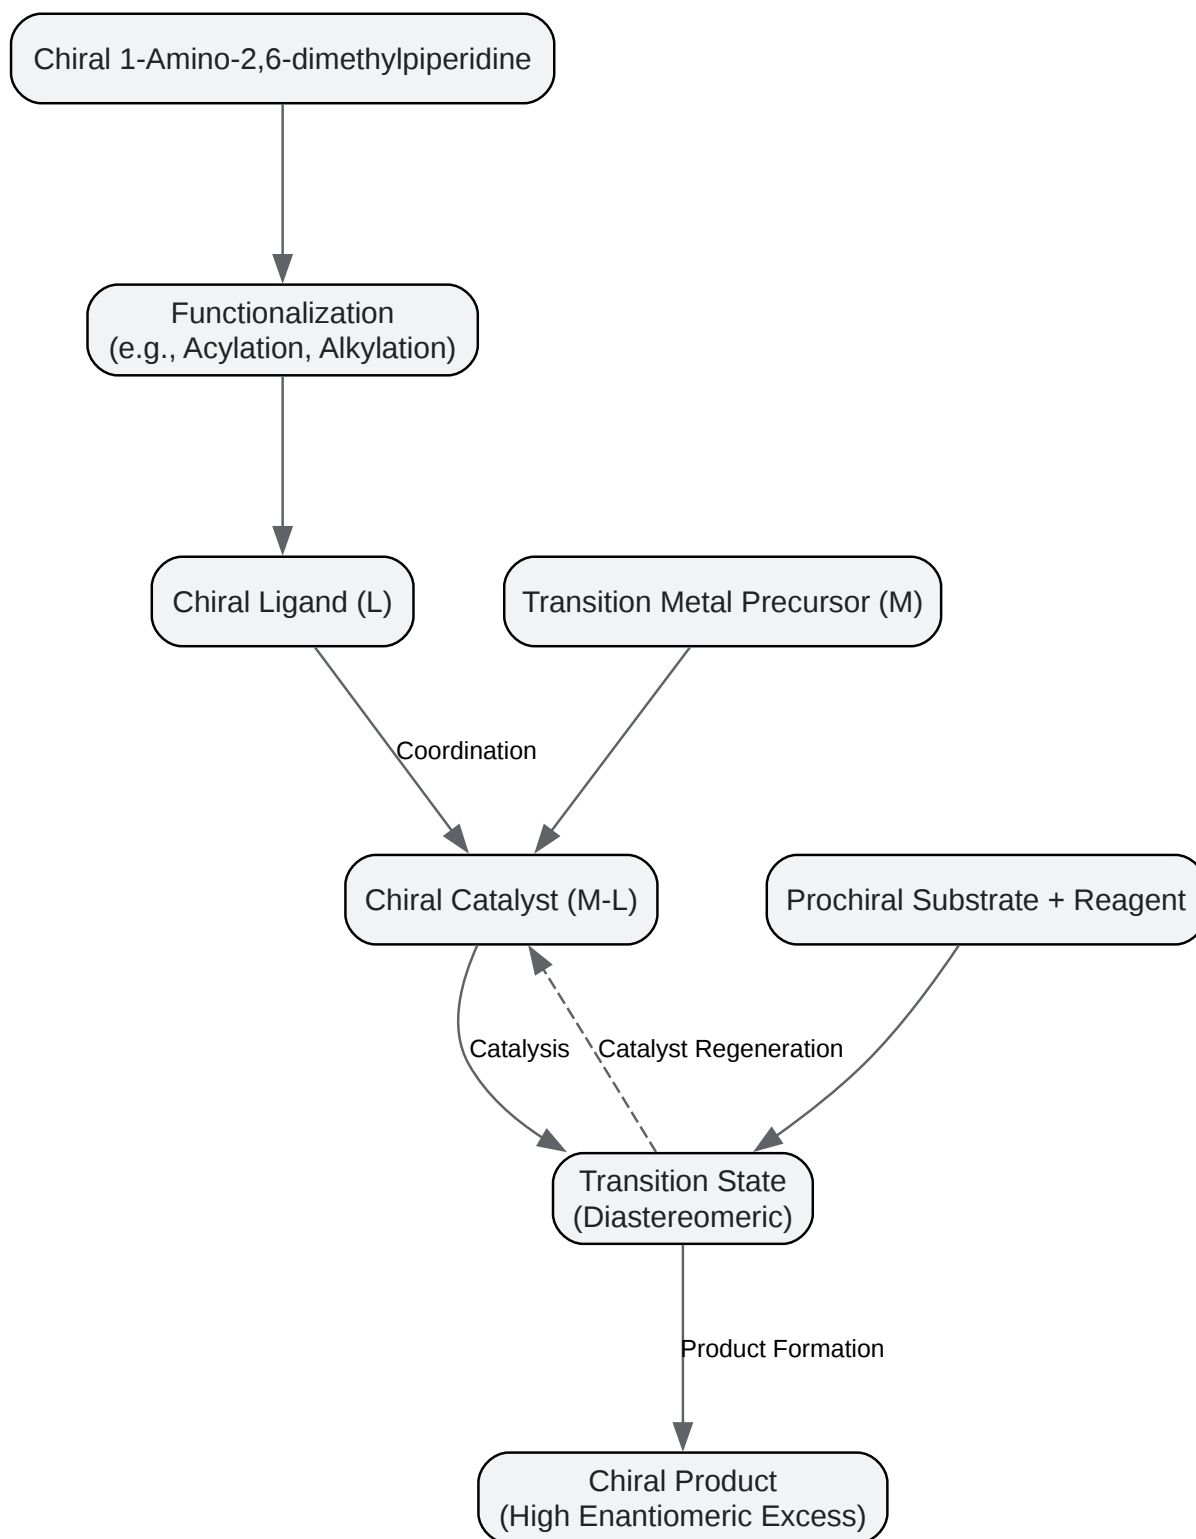 Chiral 1-Amino-2,6-dimethylpiperidine
Functionalization
(e.g., Acylation, Alkylation)
Chiral Ligand (L)
Transition Metal Precursor (M)
Coordination
Chiral Catalyst (M-L)
Prochiral Substrate + Reagent
Catalysis
Catalyst Regeneration
Transition State
(Diastereomeric)
Product Formation
Chiral Product
(High Enantiomeric Excess)